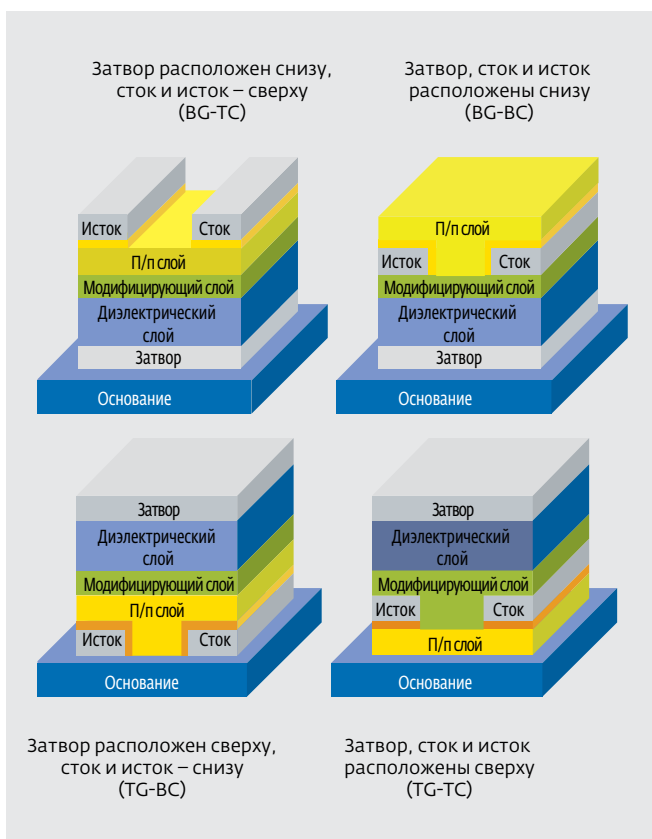 Затвор расположен снизу,
сток и исток – сверху
(BG-TC)
Затвор, сток и исток
расположены снизу
(BG-BC)
Исток
Сток
П/п слой
Модифицирующий слой
Диэлектрический
слой
Затвор
Основание
П/п слой
Исток
Сток
Модифицирующий слой
Диэлектрический
слой
Затвор
Основание
Затвор
Диэлектрический
слой
Модифицирующий слой
П/п слой
Исток
Сток
Основание
Затвор
Диэлектрический
слой
Модифицирующий слой
Исток
Сток
П/п слой
Основание
Затвор расположен сверху,
сток и исток – снизу
(TG-BC)
Затвор, сток и исток
расположены сверху
(TG-TC)